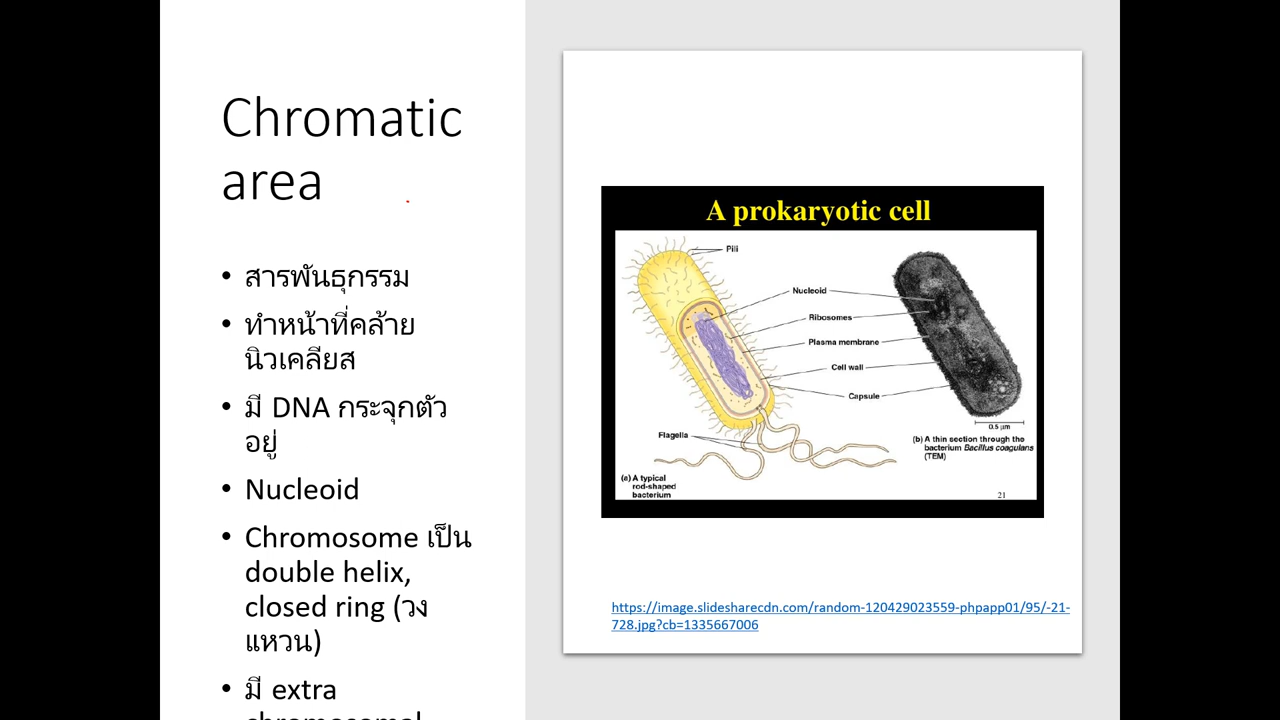 Chromatic
area
• สารพันธุกรรม
• ทำหน้าที่คล้าย
นิวเคลียส
• มี DNA กระจุกตัว
อยู่
• Nucleoid
• Chromosome เป็น
double helix,
closed ring (วง
แหวน)
• มี extra
A prokaryotic cell
Pili
Nucleoid
Ribosomes
Plasma membrane
Cell wall
Capsule
Flagella
0.5 µm
(a) A typical
rod-shaped
bacterium
(b) A thin section through the
bacterium Bacillus coagulans
(TEM)
21
https://image.slidesharecdn.com/random-120429023559-phpapp01/95/-21-
728.jpg?cb=1335667006